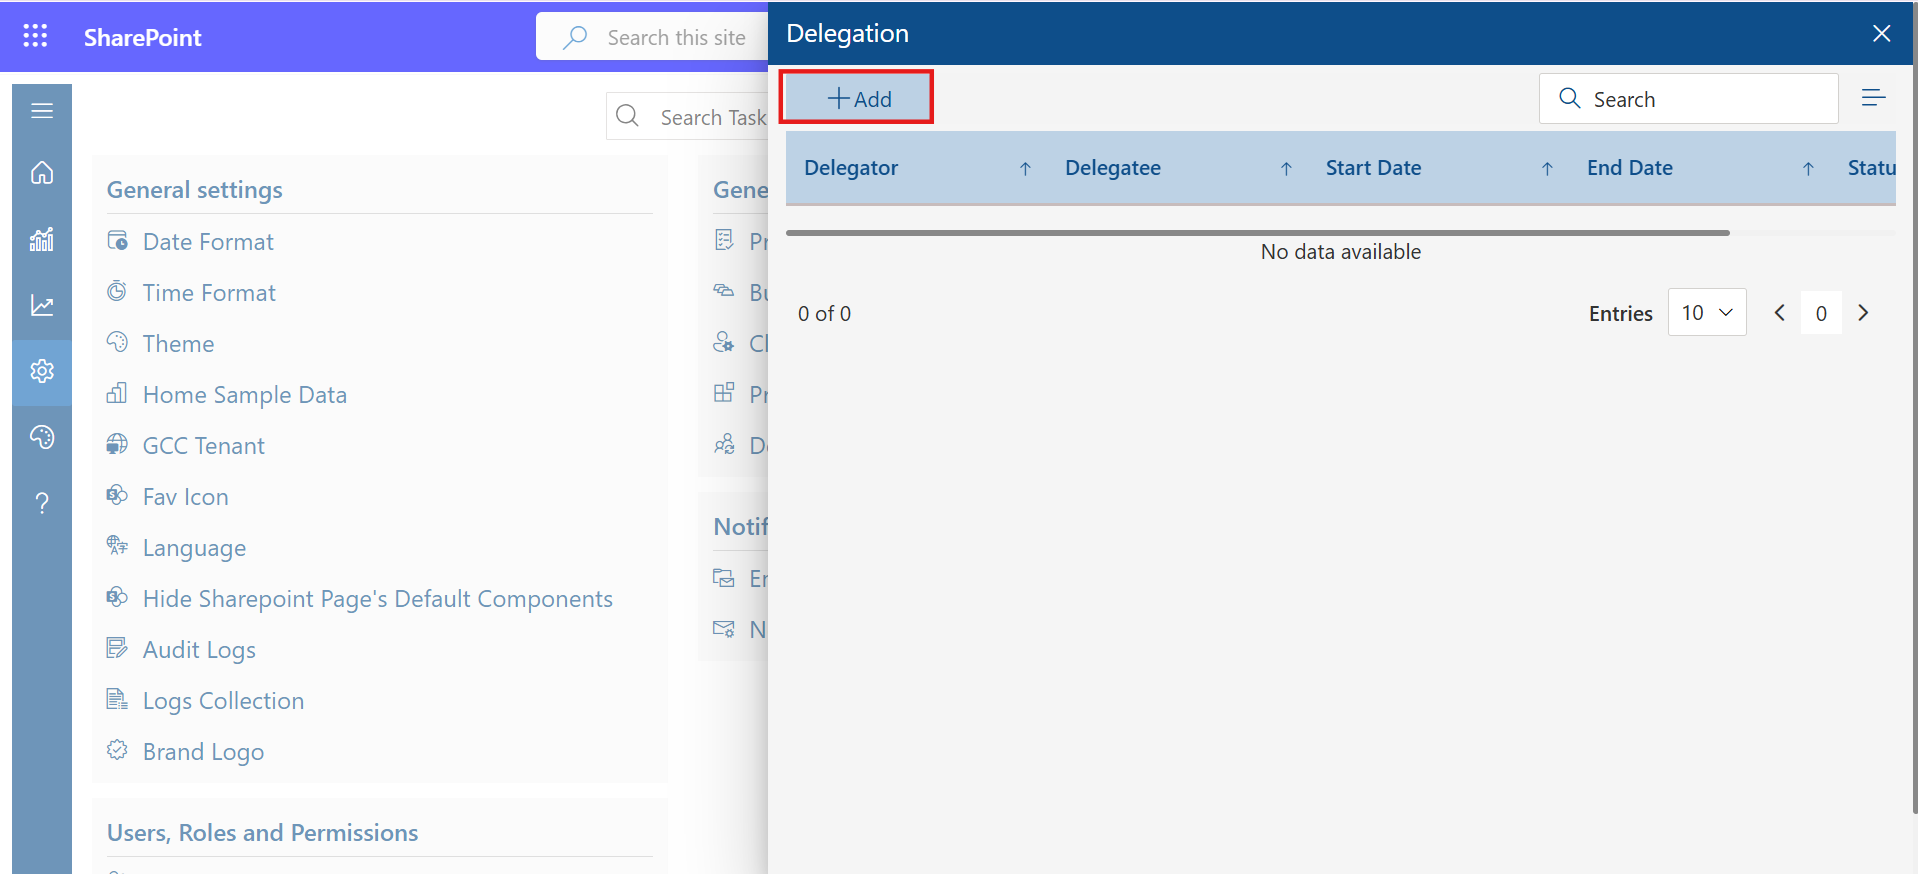 SharePoint
Search this site
Search Task
General settings
Date Format
Time Format
Theme
Home Sample Data
GCC Tenant
Fav Icon
Language
Hide Sharepoint Page's Default Components
Audit Logs
Logs Collection
Brand Logo
Users, Roles and Permissions
Gene
Pr
Bu
Cl
Pr
De
Notif
Er
N
Delegation
Add
Search
Delegator Delegatee Start Date End Date Statu
No data available
0 of 0 Entries 10 0